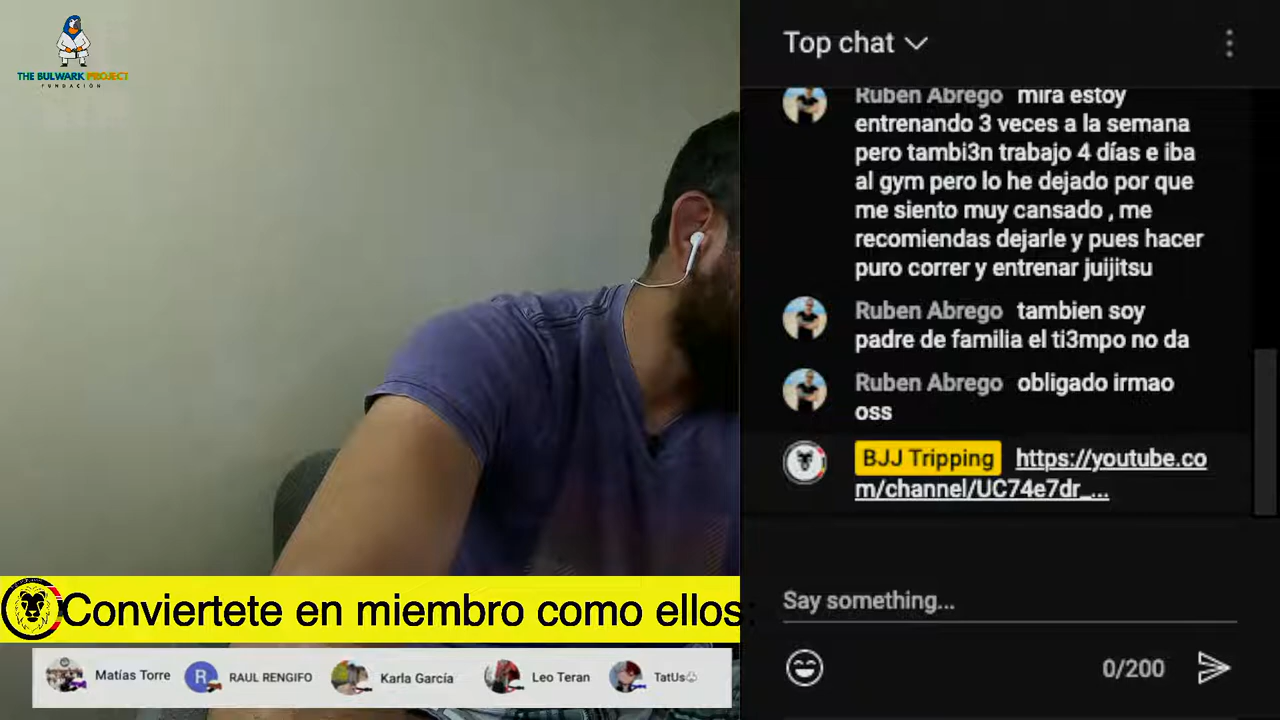 THE BULWARK PROJECT
FUNDACIÓN
Top chat
Ruben Abrego mira estoy
entrenando 3 veces a la semana
pero tambi3n trabajo 4 días e iba
al gym pero lo he dejado por que
me siento muy cansado , me
recomiendas dejarle y pues hacer
puro correr y entrenar juijitsu
Ruben Abrego tambien soy
padre de familia el ti3mpo no da
Ruben Abrego obligado irmao
oss
BJJ Tripping https://youtube.co
m/channel/UC74e7dr_...
Say something...
0/200
Conviertete en miembro como ellos:
Matías Torre
R RAUL RENGIFO
Karla García
Leo Teran
TatUs